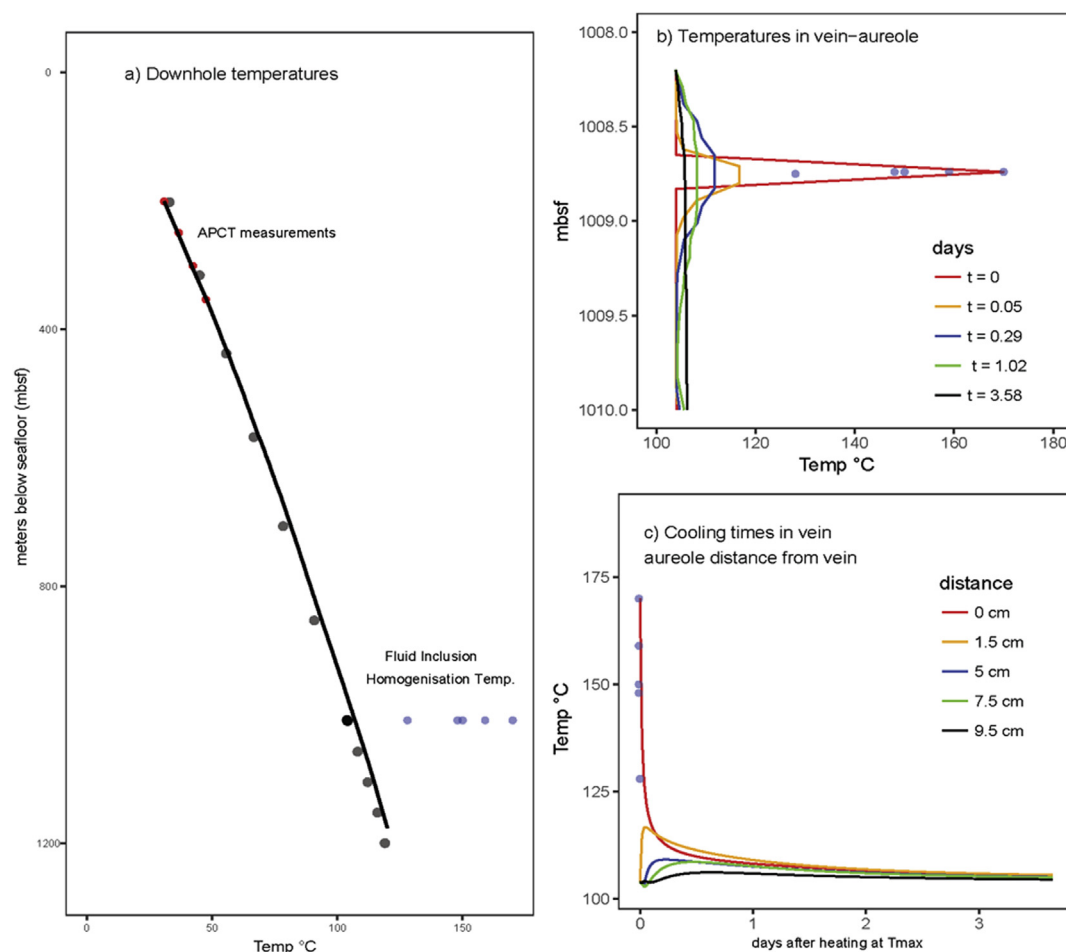 a) Downhole temperatures
0
400
800
1200
meters below seafloor (mbsf)
APCT measurements
Fluid Inclusion
Homogenisation Temp.
0
50
100
150
Temp °C
b) Temperatures in vein−aureole
1008.0
1008.5
1009.0
1009.5
1010.0
mbsf
days
t = 0
t = 0.05
t = 0.29
t = 1.02
t = 3.58
100
120
140
160
180
Temp °C
c) Cooling times in vein
aureole distance from vein
175
150
125
100
Temp °C
distance
0 cm
1.5 cm
5 cm
7.5 cm
9.5 cm
0
1
2
3
days after heating at Tmax